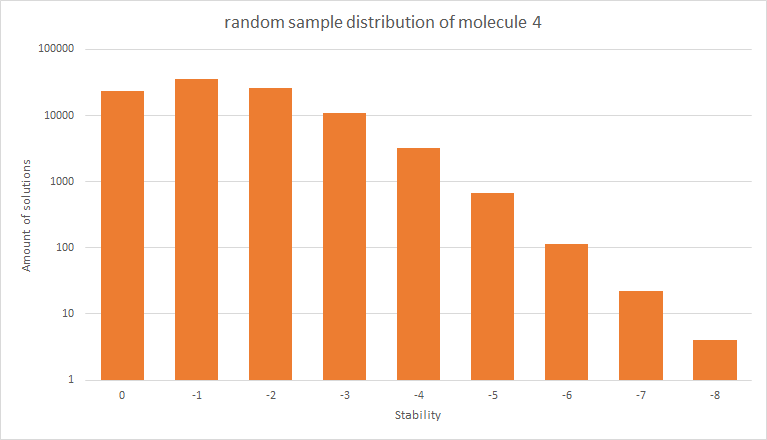 random sample distribution of molecule 4
100000
10000
1000
100
10
1
Amount of solutions
0 -1 -2 -3 -4 -5 -6 -7 -8
Stability